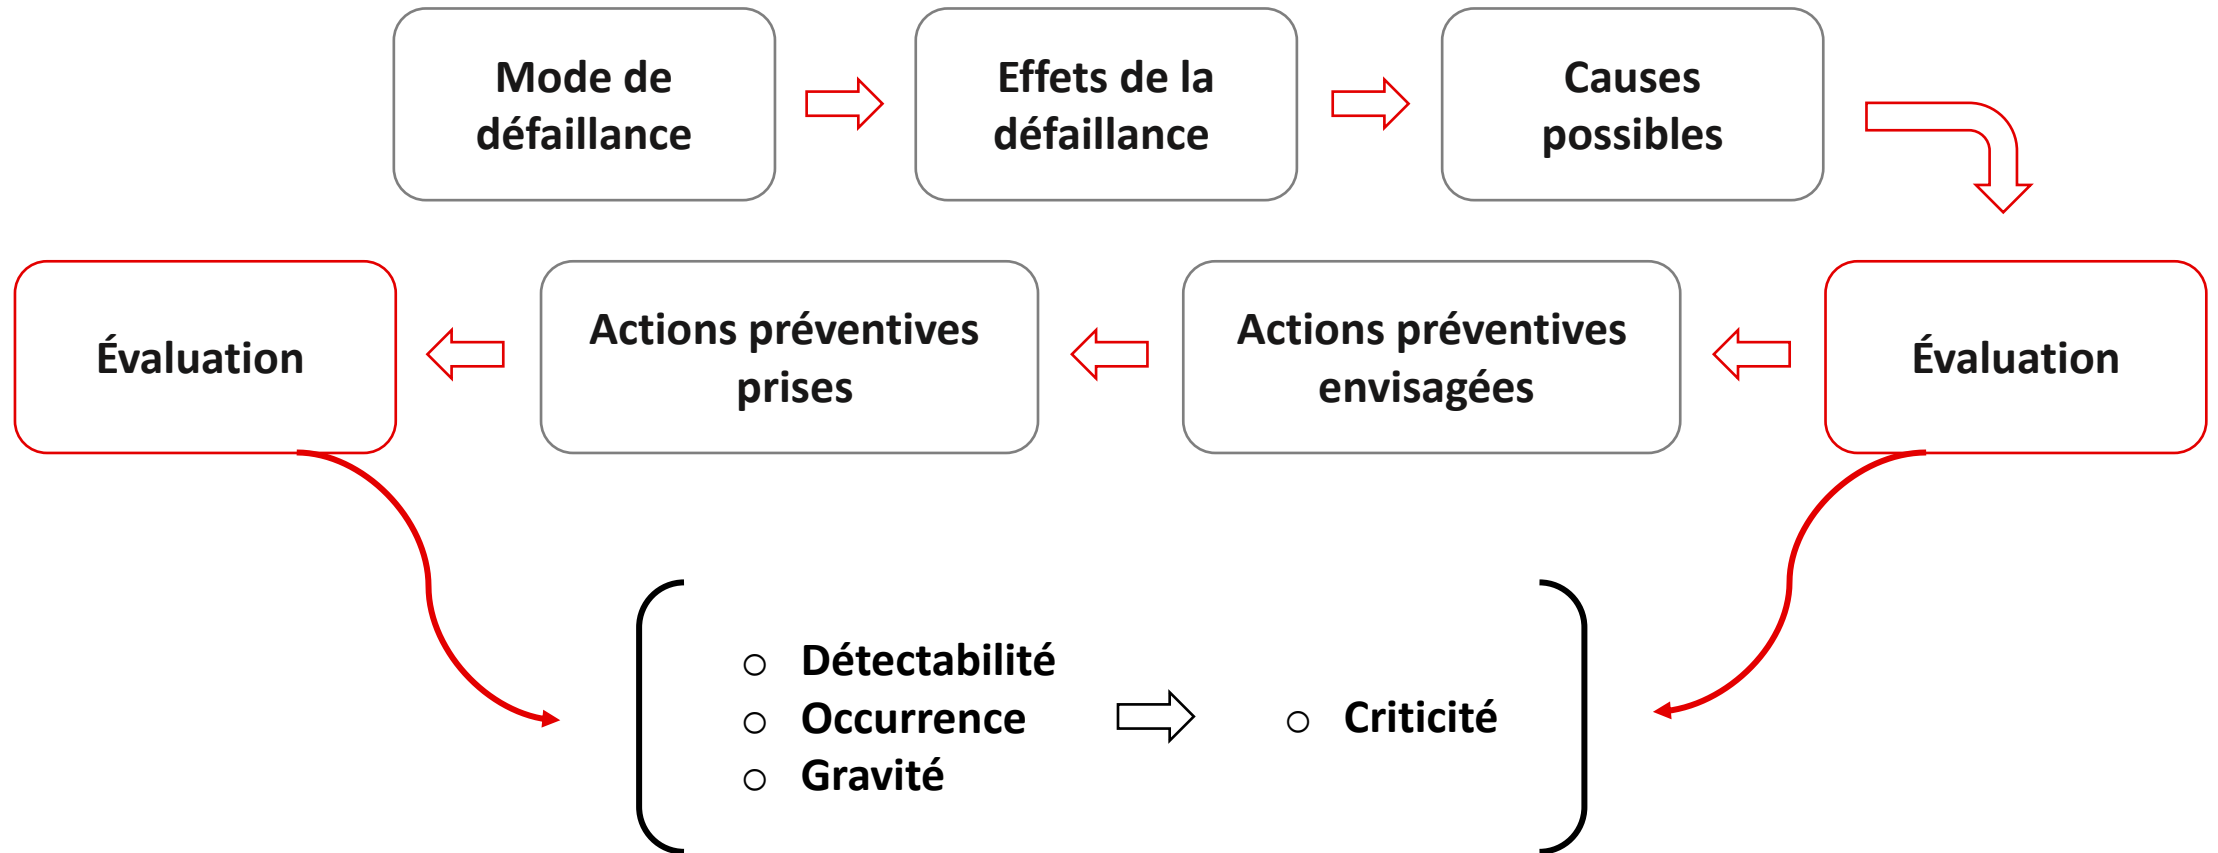 Mode de
défaillance
Effets de la
défaillance
Causes
possibles
Évaluation
Actions préventives
prises
Actions préventives
envisagées
Évaluation
Détectabilité
Occurrence
Gravité
Criticité